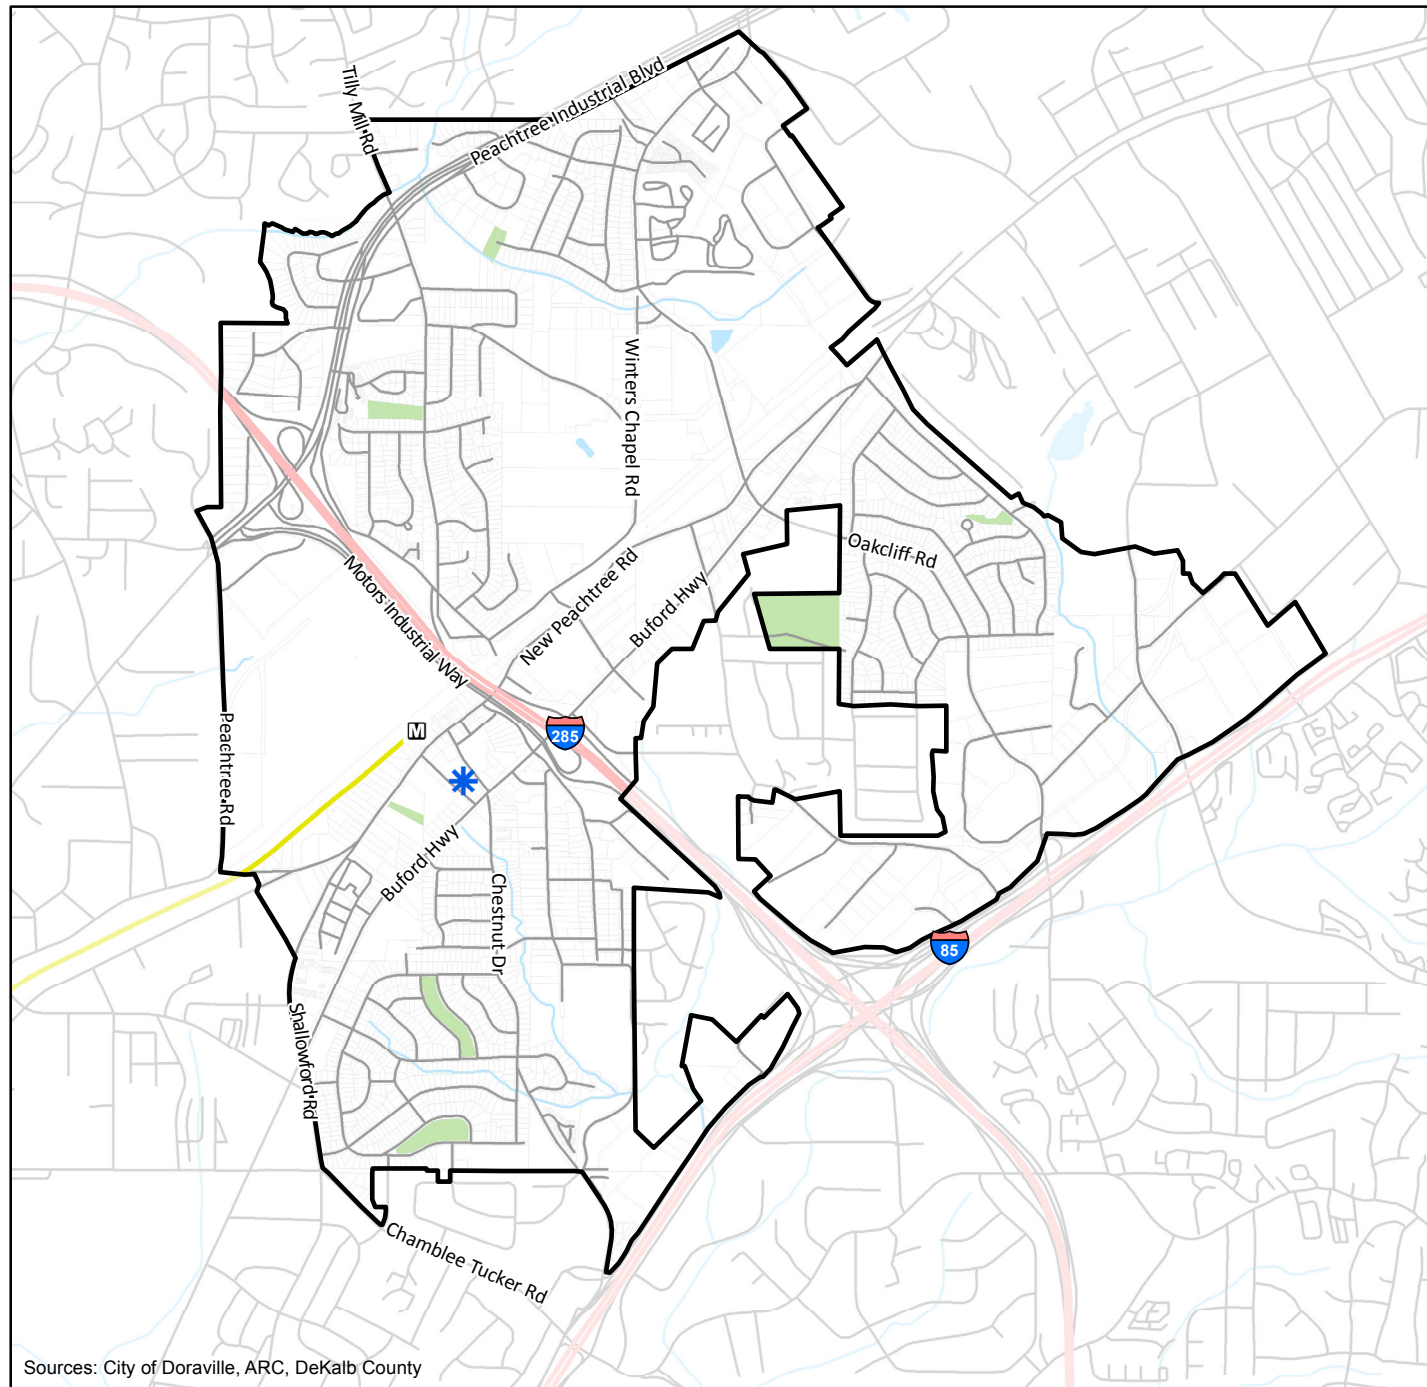 Tilly Mill Rd
Peachtree Industrial Blvd
Winters Chapel Rd
Oakcliff Rd
Motors Industrial Way
New Peachtree Rd
Buford Hwy
Peachtree Rd
M
285
Buford Hwy
Chestnut Dr
85
Shallowford Rd
Chamblee Tucker Rd
Sources: City of Doraville, ARC, DeKalb County